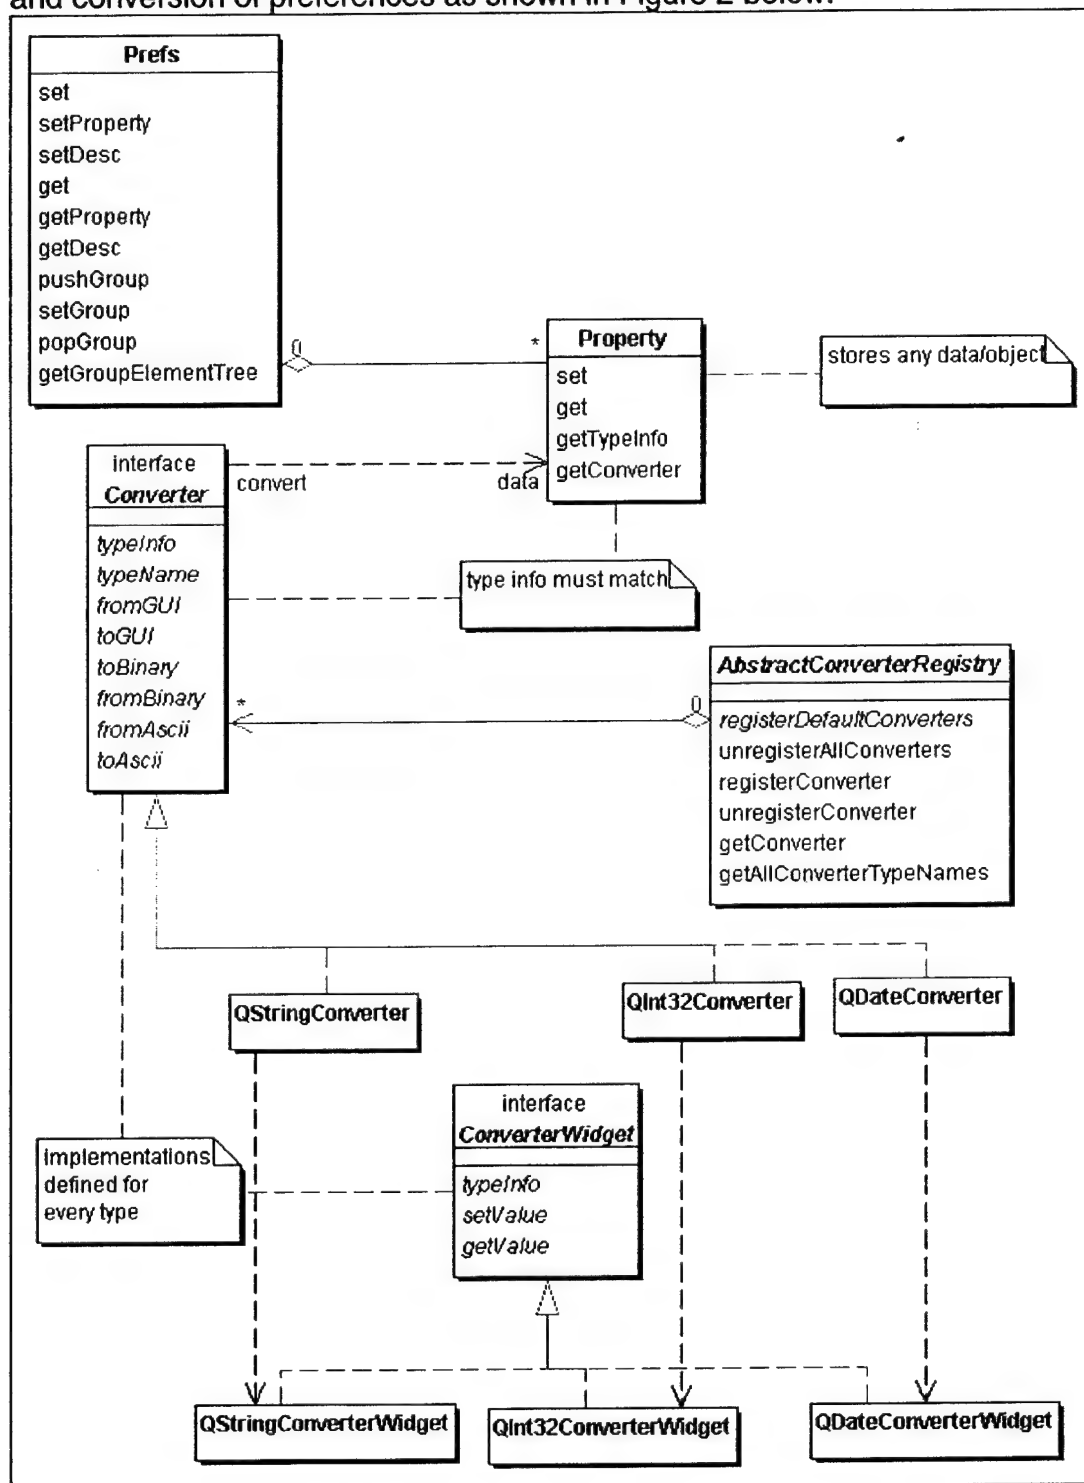 and conversion of preferences as shown in Figure 2 below.
Prefs
set
setProperty
setDesc
get
getProperty
getDesc
pushGroup
setGroup
popGroup
getGroupElementTree
0
*
Property
set
get
getTypeInfo
getConverter
stores any data/object
interface
Converter
typeInfo
typeName
fromGUI
toGUI
toBinary
fromBinary
fromAscii
toAscii
convert
data
type info must match
*
0
AbstractConverterRegistry
registerDefaultConverters
unregisterAllConverters
registerConverter
unregisterConverter
getConverter
getAllConverterTypeNames
QStringConverter
QInt32Converter
QDateConverter
interface
ConverterWidget
typeInfo
setValue
getValue
implementations
defined for
every type
QStringConverterWidget
QInt32ConverterWidget
QDateConverterWidget